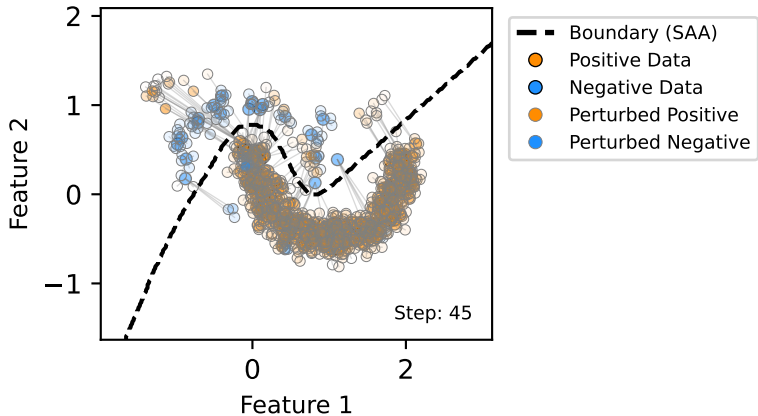 2
1
0
−1
Feature 2
0
2
Feature 1
Step: 45
Boundary (SAA)
Positive Data
Negative Data
Perturbed Positive
Perturbed Negative